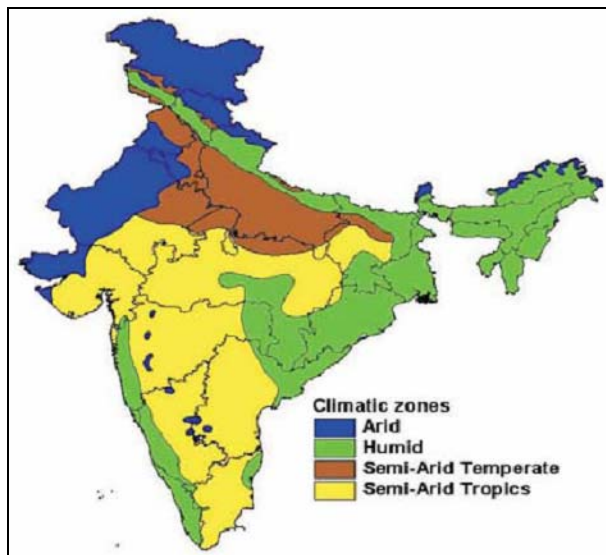 Climatic zones
Arid
Humid
Semi-Arid Temperate
Semi-Arid Tropics